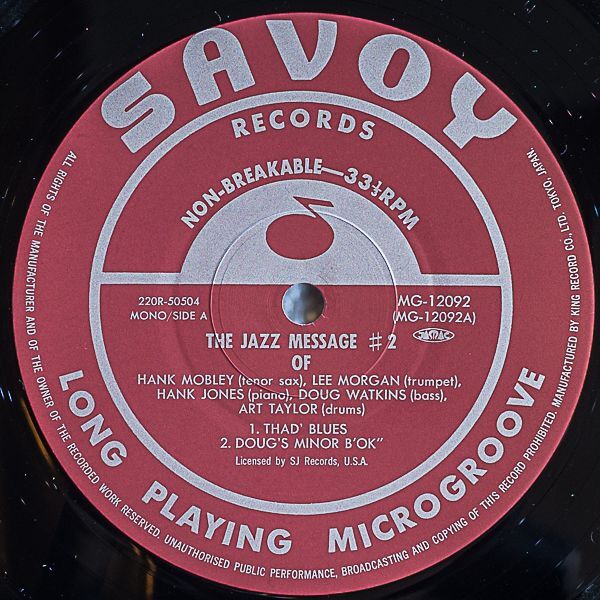 SAVOY
RECORDS
NON-BREAKABLE—33⅓RPM
220R-50504
MONO/SIDE A
MG-12092
(MG-12092A)
JASRAC
THE JAZZ MESSAGE #2
OF
HANK MOBLEY (tenor sax), LEE MORGAN (trumpet),
HANK JONES (piano), DOUG WATKINS (bass),
ART TAYLOR (drums)
1. THAD' BLUES
2. DOUG'S MINOR B'OK"
Licensed by SJ Records, U.S.A.
LONG PLAYING MICROGROOVE
ALL RIGHTS OF THE MANUFACTURER AND OF THE OWNER OF THE RECORDED WORK RESERVED. UNAUTHORISED PUBLIC PERFORMANCE, BROADCASTING AND COPYING OF THIS RECORD PROHIBITED. MANUFACTURED BY KING RECORD CO., LTD. TOKYO, JAPAN.